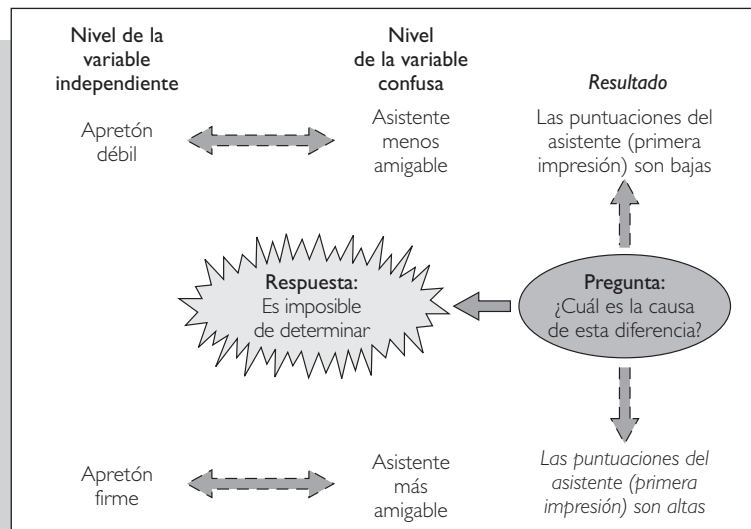 Nivel de la
variable
independiente
Nivel
de la variable
confusa
Resultado
Apretón
débil
Asistente
menos
amigable
Las puntuaciones del
asistente (primera
impresión) son bajas
Respuesta:
Es imposible
de determinar
Pregunta:
¿Cuál es la causa
de esta diferencia?
Apretón
firme
Asistente
más
amigable
Las puntuaciones del
asistente (primera
impresión) son altas